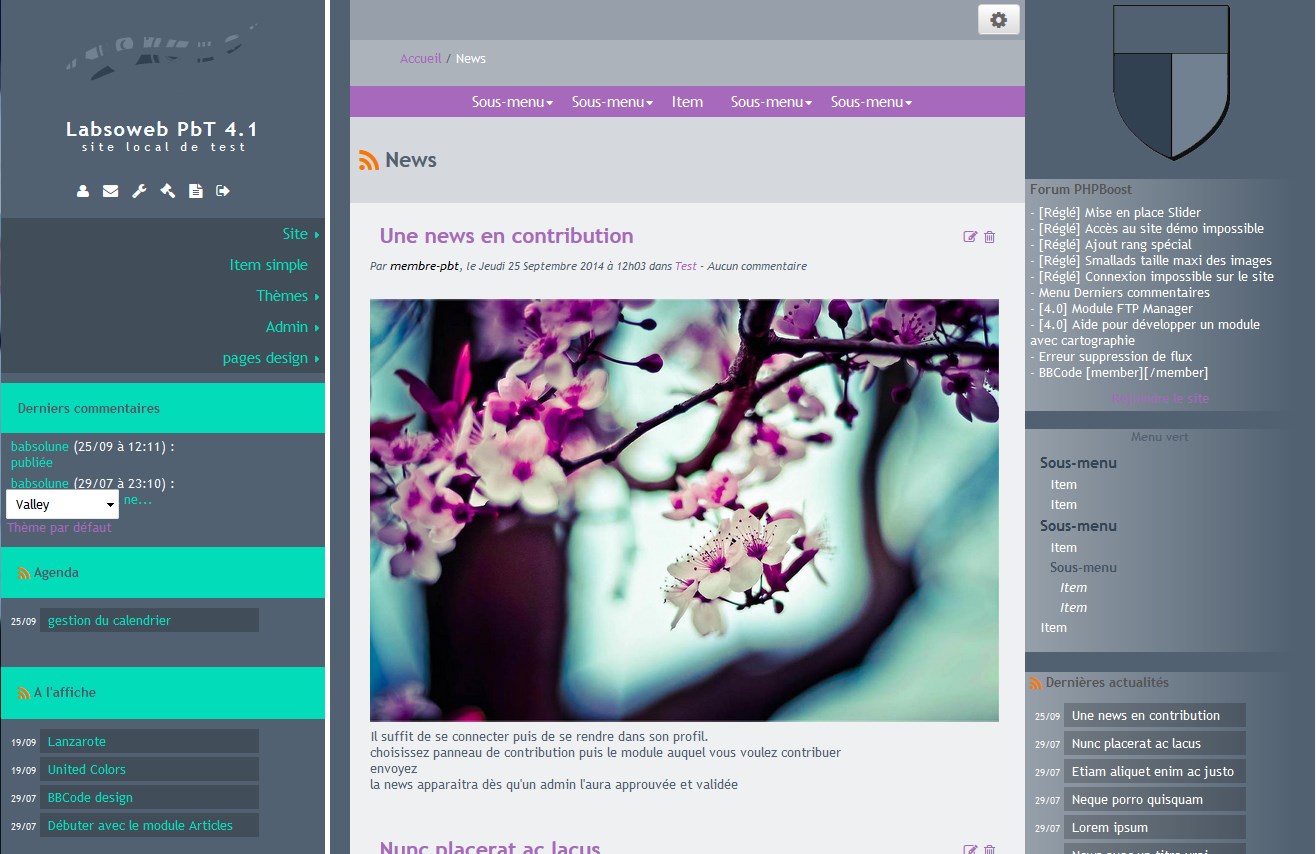 Labsoweb PbT 4.1
site local de test
Site
Item simple
Thèmes
Admin
pages design
Derniers commentaires
babsolune (25/09 à 12:11) :
publiée
babsolune (29/07 à 23:10) :
ne...
Valley
Thème par défaut
Agenda
25/09 gestion du calendrier
A l'affiche
19/09 Lanzarote
19/09 United Colors
29/07 BBCode design
29/07 Débuter avec le module Articles
Accueil / News
Sous-menu Sous-menu Item Sous-menu Sous-menu
News
Une news en contribution
Par membre-pbt, le Jeudi 25 Septembre 2014 à 12h03 dans Test - Aucun commentaire
Il suffit de se connecter puis de se rendre dans son profil.
choisissez panneau de contribution puis le module auquel vous voulez contribuer
envoyez
la news apparaitra dès qu'un admin l'aura approuvée et validée
Nunc placerat ac lacus
Forum PHPBoost
- [Réglé] Mise en place Slider
- [Réglé] Accès au site démo impossible
- [Réglé] Ajout rang spécial
- [Réglé] Smallads taille maxi des images
- [Réglé] Connexion impossible sur le site
- Menu Derniers commentaires
- [4.0] Module FTP Manager
- [4.0] Aide pour développer un module
avec cartographie
- Erreur suppression de flux
- BBCode [member][/member]
le site
Menu vert
Sous-menu
Item
Item
Sous-menu
Item
Sous-menu
Item
Item
Item
Dernières actualités
25/09 Une news en contribution
29/07 Nunc placerat ac lacus
29/07 Etiam aliquet enim ac justo
29/07 Neque porro quisquam
29/07 Lorem ipsum